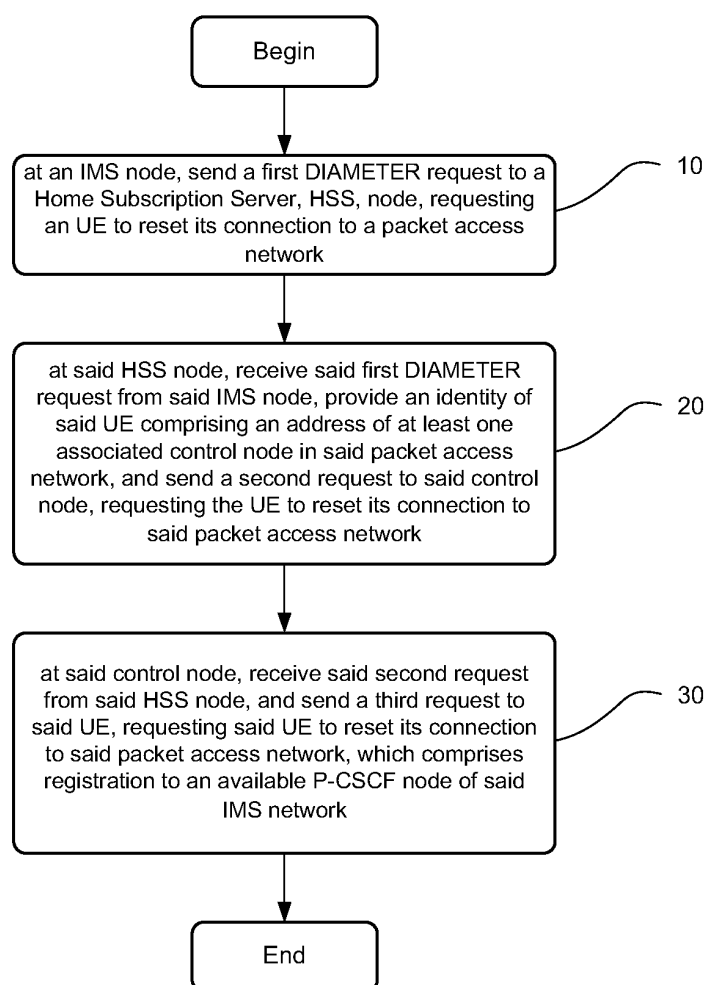 Begin
at an IMS node, send a first DIAMETER request to a
Home Subscription Server, HSS, node, requesting
an UE to reset its connection to a packet access
network
10
at said HSS node, receive said first DIAMETER
request from said IMS node, provide an identity of
said UE comprising an address of at least one
associated control node in said packet access
network, and send a second request to said control
node, requesting the UE to reset its connection to
said packet access network
20
at said control node, receive said second request
from said HSS node, and send a third request to
said UE, requesting said UE to reset its connection
to said packet access network, which comprises
registration to an available P-CSCF node of said
IMS network
30
End